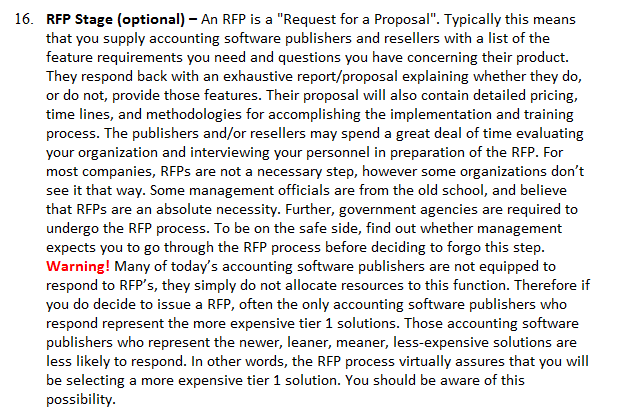 16. RFP Stage (optional) – An RFP is a "Request for a Proposal". Typically this means
that you supply accounting software publishers and resellers with a list of the
feature requirements you need and questions you have concerning their product.
They respond back with an exhaustive report/proposal explaining whether they do,
or do not, provide those features. Their proposal will also contain detailed pricing,
time lines, and methodologies for accomplishing the implementation and training
process. The publishers and/or resellers may spend a great deal of time evaluating
your organization and interviewing your personnel in preparation of the RFP. For
most companies, RFPs are not a necessary step, however some organizations don’t
see it that way. Some management officials are from the old school, and believe
that RFPs are an absolute necessity. Further, government agencies are required to
undergo the RFP process. To be on the safe side, find out whether management
expects you to go through the RFP process before deciding to forgo this step.
Warning! Many of today’s accounting software publishers are not equipped to
respond to RFP’s, they simply do not allocate resources to this function. Therefore if
you do decide to issue a RFP, often the only accounting software publishers who
respond represent the more expensive tier 1 solutions. Those accounting software
publishers who represent the newer, leaner, meaner, less-expensive solutions are
less likely to respond. In other words, the RFP process virtually assures that you will
be selecting a more expensive tier 1 solution. You should be aware of this
possibility.